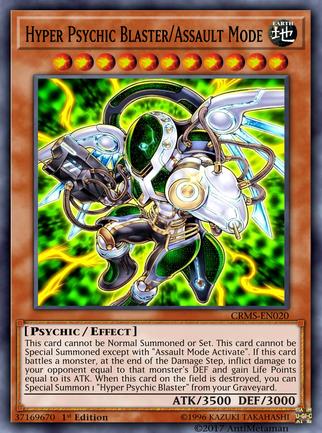 Hyper Psychic Blaster/Assault Mode
EARTH
地
CRMS-EN020
[Psychic / Effect]
This card cannot be Normal Summoned or Set. This card cannot be
Special Summoned except with "Assault Mode Activate". If this card
battles a monster, at the end of the Damage Step, inflict damage to
your opponent equal to that monster's DEF and gain Life Points
equal to its ATK. When this card on the field is destroyed, you can
Special Summon 1 "Hyper Psychic Blaster" from your Graveyard.
ATK/3500 DEF/3000
37169670 1st Edition ©1996 KAZUKI TAKAHASHI
©2017 AntiMetaman